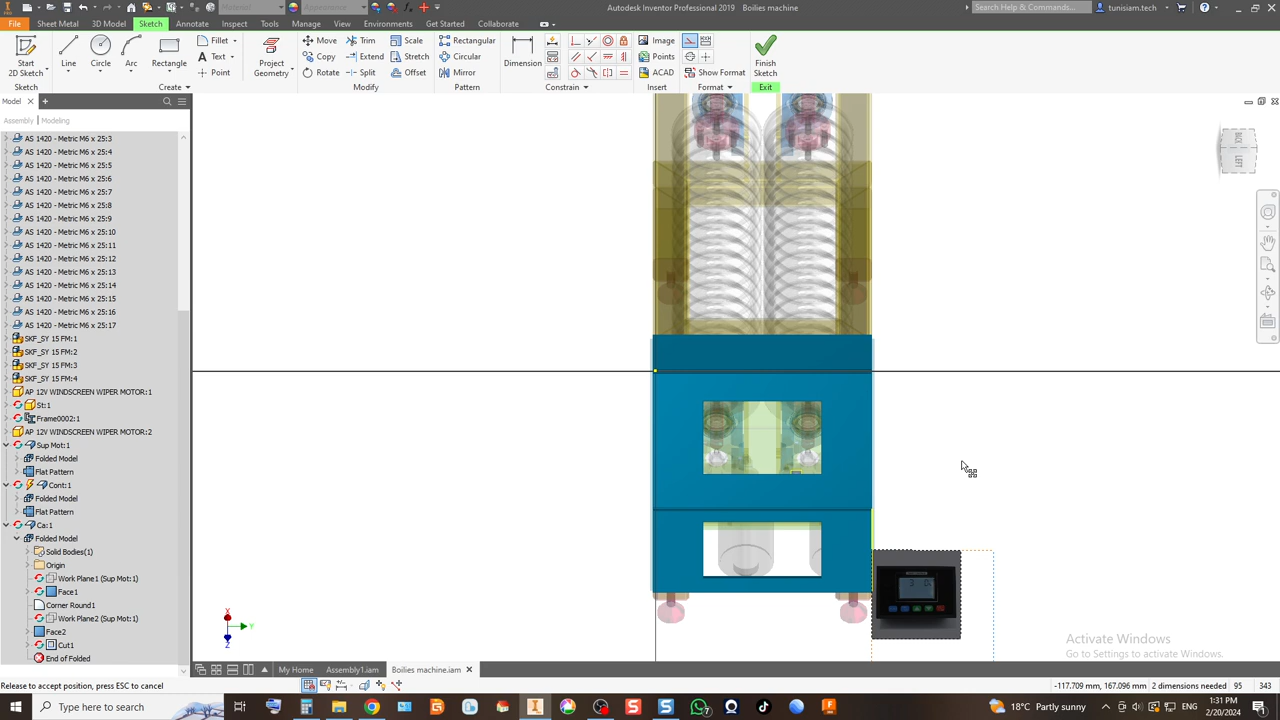 Material
Appearance
Autodesk Inventor Professional 2019   Boilies machine
Search Help & Commands...
tunisiam.tech
File
Sheet Metal
3D Model
Sketch
Annotate
Inspect
Tools
Manage
View
Environments
Get Started
Collaborate
Start
2D Sketch
Line
Circle
Arc
Rectangle
Fillet
Text
Point
Project
Geometry
Move
Copy
Rotate
Trim
Extend
Split
Scale
Stretch
Offset
Rectangular
Circular
Mirror
Dimension
Image
Points
ACAD
Show Format
Finish
Sketch
Sketch
Create
Modify
Pattern
Constrain
Insert
Format
Exit
Model
Assembly
Modeling
AS 1420 - Metric M6 x 25:3
AS 1420 - Metric M6 x 25:4
AS 1420 - Metric M6 x 25:5
AS 1420 - Metric M6 x 25:6
AS 1420 - Metric M6 x 25:7
AS 1420 - Metric M6 x 25:8
AS 1420 - Metric M6 x 25:9
AS 1420 - Metric M6 x 25:10
AS 1420 - Metric M6 x 25:11
AS 1420 - Metric M6 x 25:12
AS 1420 - Metric M6 x 25:13
AS 1420 - Metric M6 x 25:14
AS 1420 - Metric M6 x 25:15
AS 1420 - Metric M6 x 25:16
AS 1420 - Metric M6 x 25:17
SKF_SY 15 FM:1
SKF_SY 15 FM:2
SKF_SY 15 FM:3
SKF_SY 15 FM:4
AP 12V WINDSCREEN WIPER MOTOR:1
St:1
Frame0002:1
AP 12V WINDSCREEN WIPER MOTOR:2
Sup Mot:1
Folded Model
Flat Pattern
Cont:1
Folded Model
Flat Pattern
Ca:1
Folded Model
Solid Bodies(1)
Origin
Work Plane1 (Sup Mot:1)
Face1
Corner Round1
Work Plane2 (Sup Mot:1)
Face2
Cut1
End of Folded
BACK
LEFT
X
Y
Z
Activate Windows
Go to Settings to activate Windows.
My Home
Assembly1.iam
Boilies machine.iam
Release to accept position, press ESC to cancel
-117.709 mm, 167.096 mm
2 dimensions needed
95
343
Type here to search
18°C Partly sunny
1:31 PM
2/20/2024